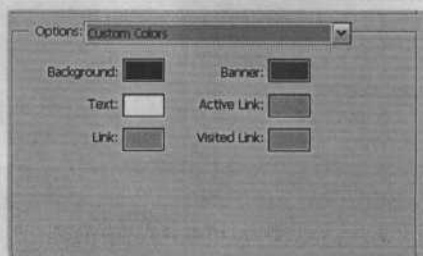 Options: Custom Colors
Background: Banner:
Text: Active Link:
Link: Visited Link: